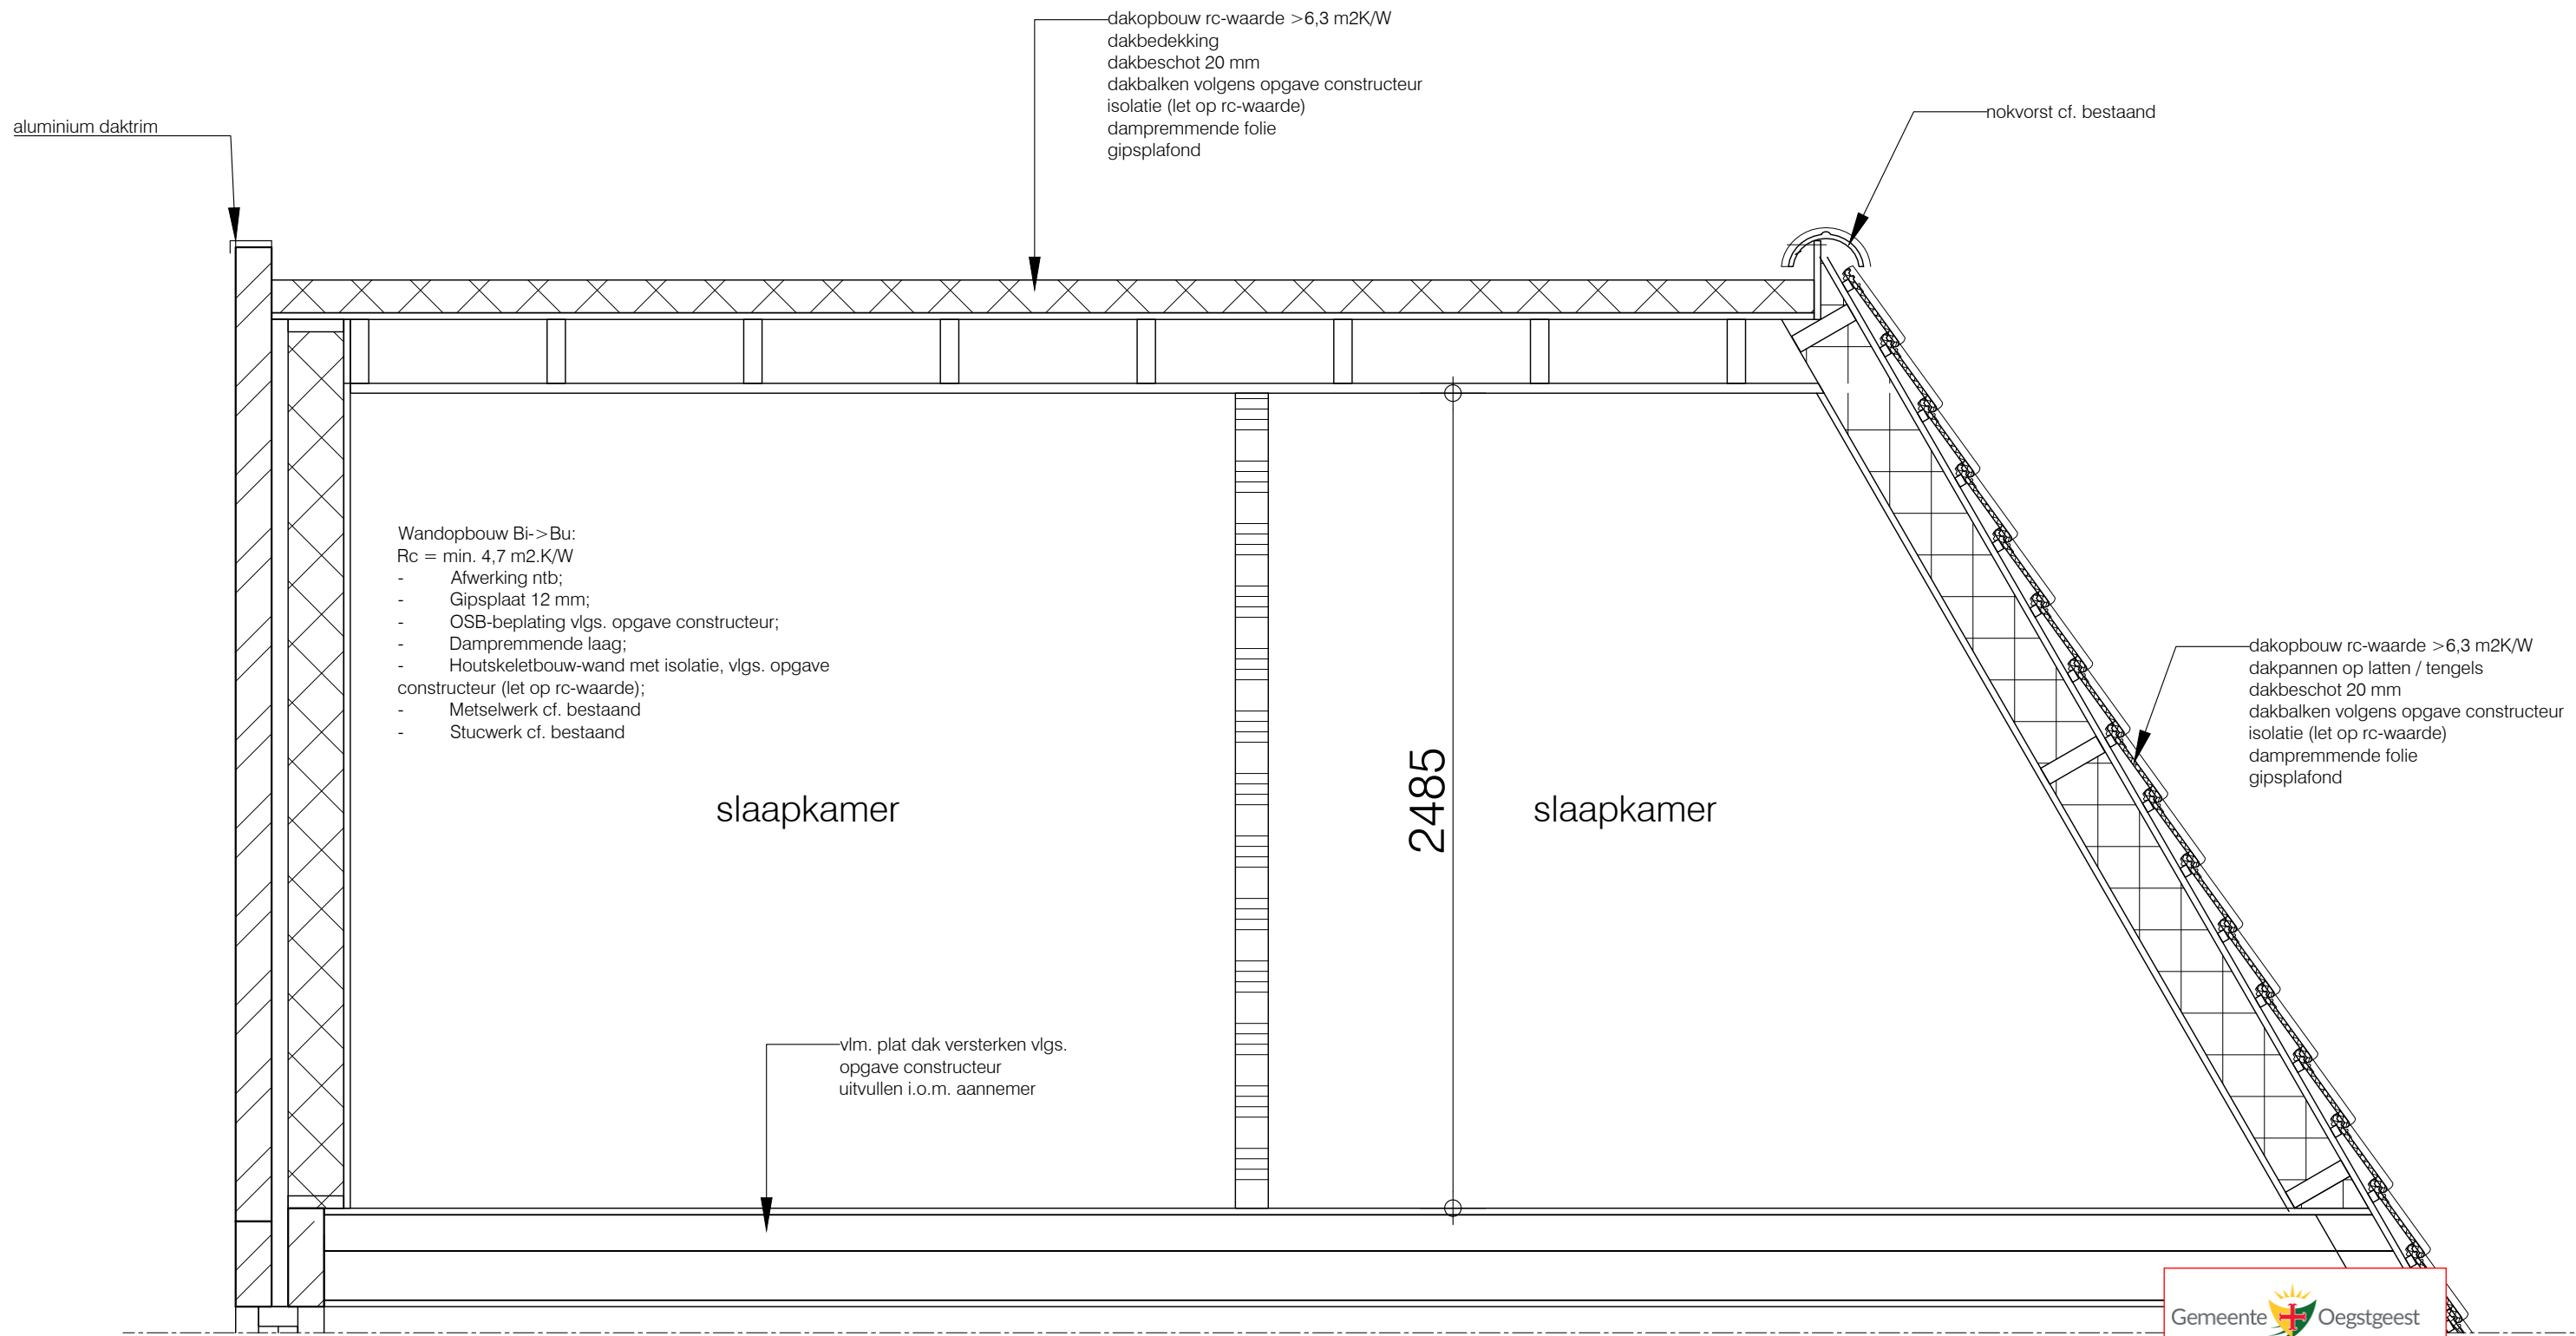 dakopbouw rc-waarde >6,3 m2K/W
dakbedekking
dakbeschot 20 mm
dakbalken volgens opgave constructeur
isolatie (let op rc-waarde)
dampremmende folie
gipsplafond
aluminium daktrim
nokvorst cf. bestaand
Wandopbouw Bi->Bu:
Rc = min. 4,7 m2.K/W
- Afwerking ntb;
- Gipsplaat 12 mm;
- OSB-beplating vlgs. opgave constructeur;
- Dampremmende laag;
- Houtskeletbouw-wand met isolatie, vlgs. opgave
constructeur (let op rc-waarde);
- Metselwerk cf. bestaand
- Stucwerk cf. bestaand
dakopbouw rc-waarde >6,3 m2K/W
dakpannen op latten / tengels
dakbeschot 20 mm
dakbalken volgens opgave constructeur
isolatie (let op rc-waarde)
dampremmende folie
gipsplafond
slaapkamer
2485
slaapkamer
vlm. plat dak versterken vlgs.
opgave constructeur
uitvullen i.o.m. aannemer
Gemeente Oegstgeest